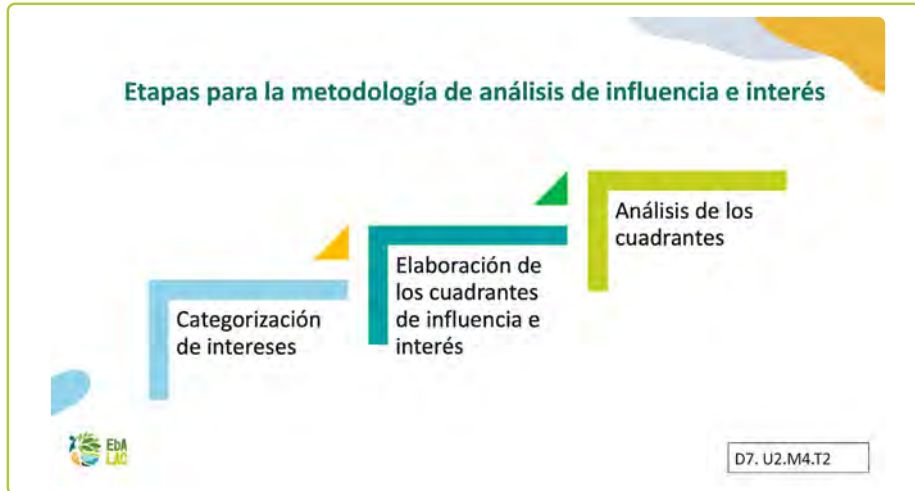 Etapas para la metodología de análisis de influencia e interés
Categorización
de intereses
Elaboración de
los cuadrantes
de influencia e
interés
Análisis de los
cuadrantes
EbA
LAC
D7. U2.M4.T2